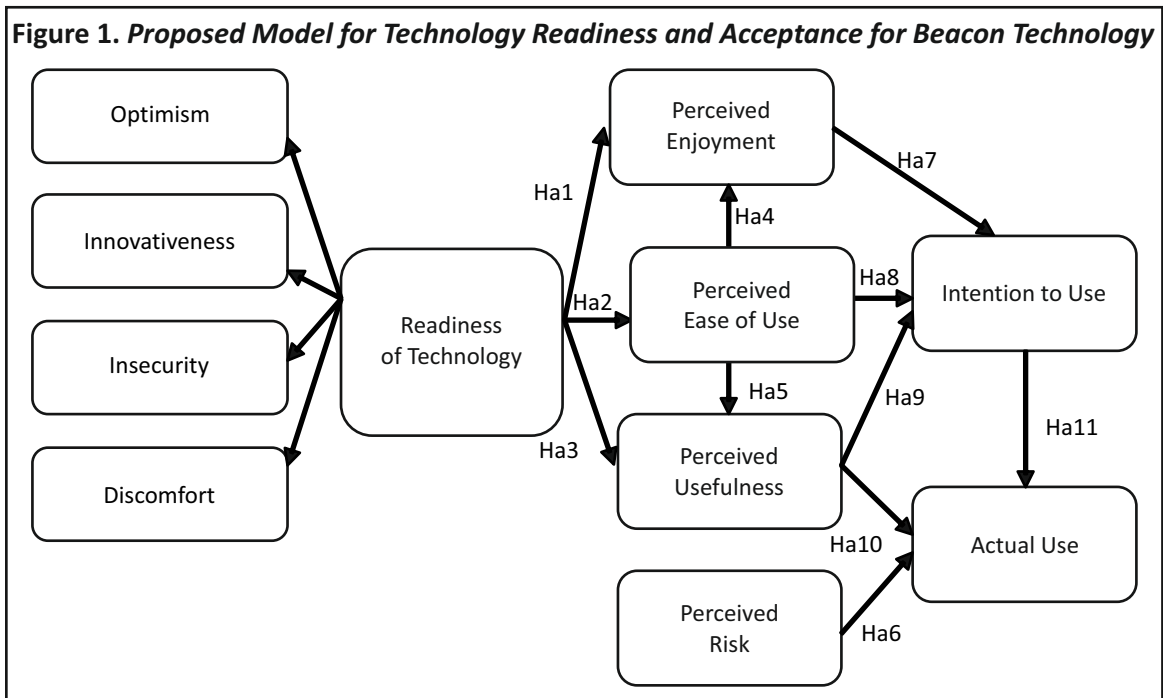 Figure 1. Proposed Model for Technology Readiness and Acceptance for Beacon Technology
Optimism
Innovativeness
Insecurity
Discomfort
Readiness
of Technology
Ha1
Ha2
Ha3
Perceived
Enjoyment
Ha4
Perceived
Ease of Use
Ha5
Perceived
Usefulness
Perceived
Risk
Ha7
Ha8
Ha9
Ha10
Ha6
Intention to Use
Ha11
Actual Use